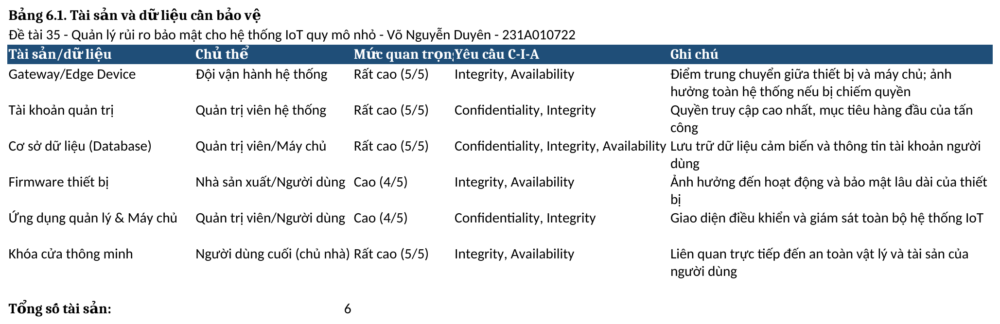 Bảng 6.1. Tài sản và dữ liệu cần bảo vệ
Đề tài 35 - Quản lý rủi ro bảo mật cho hệ thống IoT quy mô nhỏ - Võ Nguyễn Duyên - 231A010722
Tài sản/dữ liệu Chủ thể Mức quan trọng Yêu cầu C-I-A Ghi chú
Gateway/Edge Device Đội vận hành hệ thống Rất cao (5/5) Integrity, Availability Điểm trung chuyển giữa thiết bị và máy chủ; ảnh
hưởng toàn hệ thống nếu bị chiếm quyền
Tài khoản quản trị Quản trị viên hệ thống Rất cao (5/5) Confidentiality, Integrity Quyền truy cập cao nhất, mục tiêu hàng đầu của tấn
công
Cơ sở dữ liệu (Database) Quản trị viên/Máy chủ Rất cao (5/5) Confidentiality, Integrity, Availability Lưu trữ dữ liệu cảm biến và thông tin tài khoản người
dùng
Firmware thiết bị Nhà sản xuất/Người dùng Cao (4/5) Integrity, Availability Ảnh hưởng đến hoạt động và bảo mật lâu dài của thiết
bị
Ứng dụng quản lý & Máy chủ Quản trị viên/Người dùng Cao (4/5) Confidentiality, Integrity Giao diện điều khiển và giám sát toàn bộ hệ thống IoT
Khóa cửa thông minh Người dùng cuối (chủ nhà) Rất cao (5/5) Integrity, Availability Liên quan trực tiếp đến an toàn vật lý và tài sản của
người dùng
Tổng số tài sản: 6